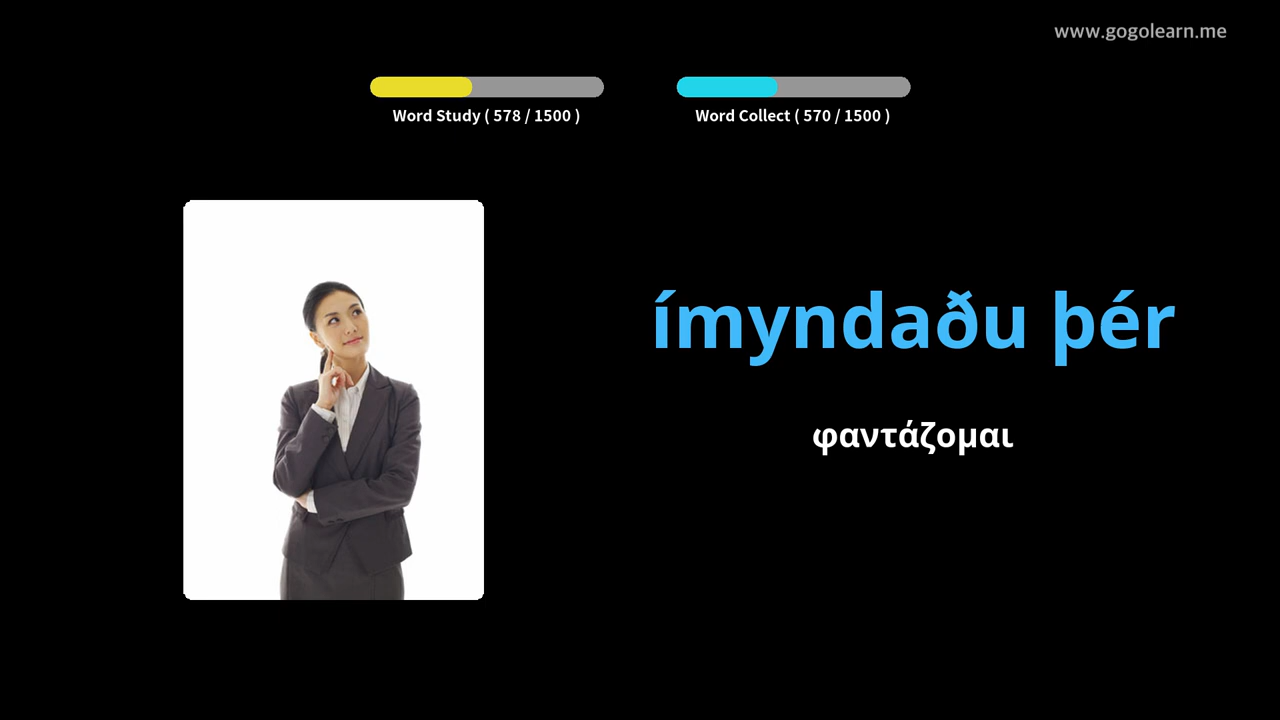 www.gogolearn.me
Word Study ( 578 / 1500 )
Word Collect ( 570 / 1500 )
ímyndaðu þér
φαντάζομαι